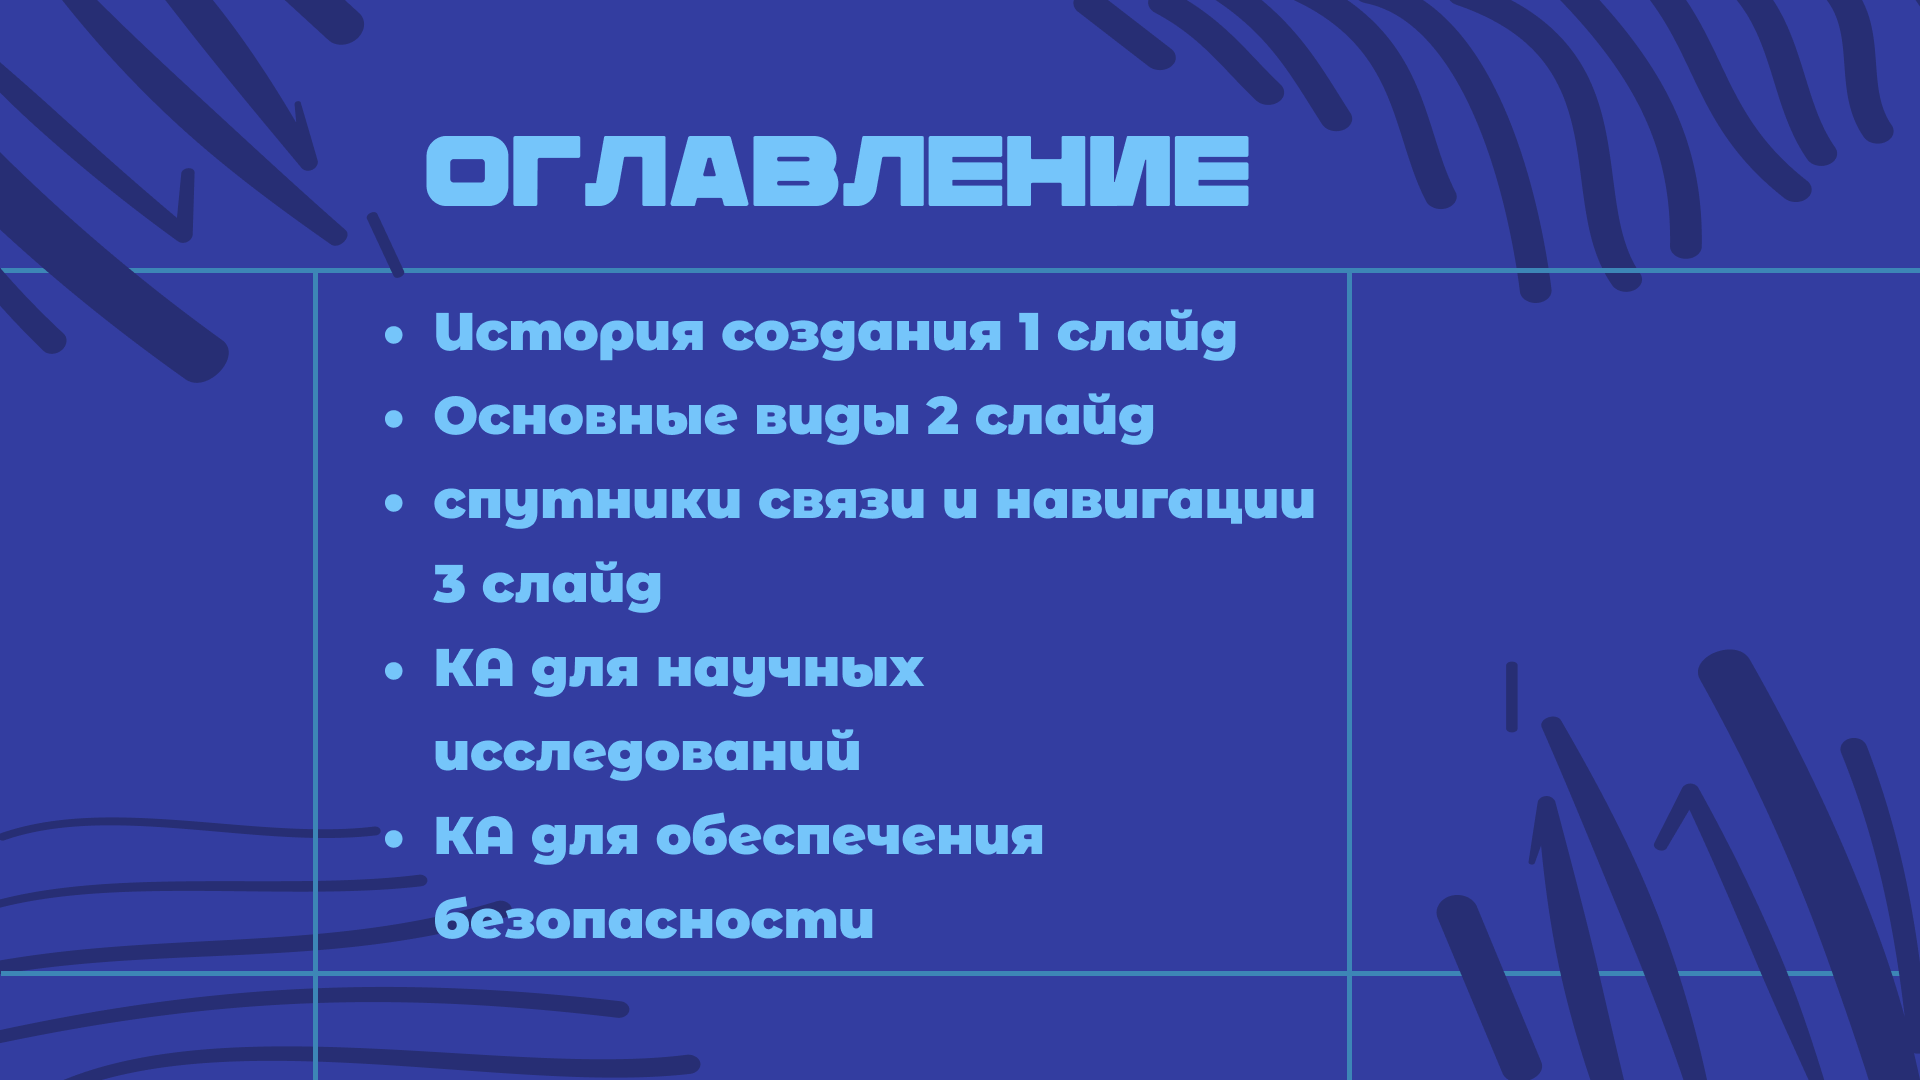 ОГЛАВЛЕНИЕ
• История создания 1 слайд
• Основные виды 2 слайд
• спутники связи и навигации
3 слайд
• КА для научных
исследований
• КА для обеспечения
безопасности